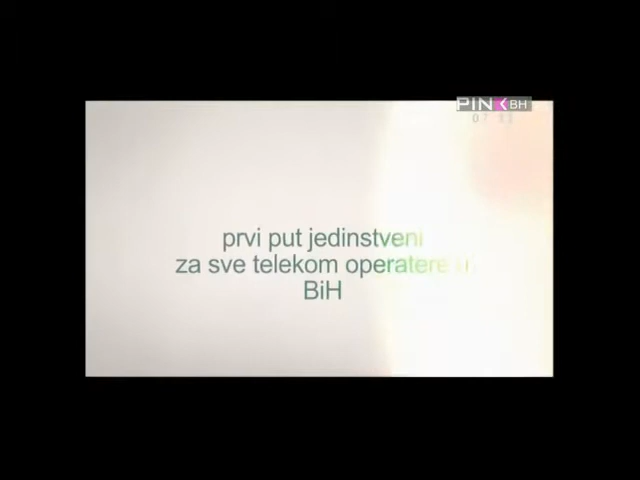 PINK BH
prvi put jedinstveni
za sve telekom operatere u
BiH